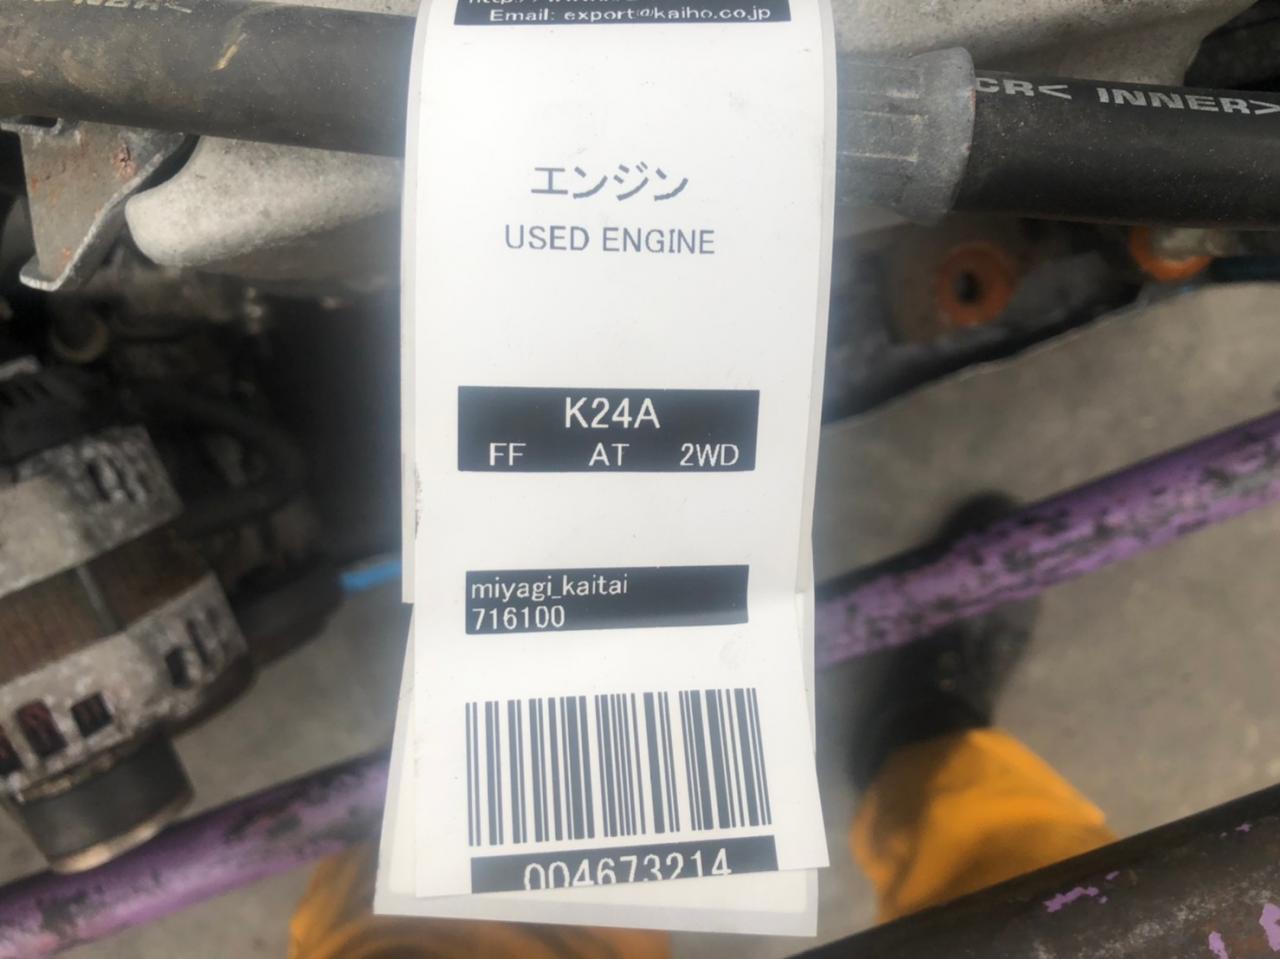 Email: export@kaiho.co.jp
CR< INNER>
エンジン
USED ENGINE
K24A
FF AT 2WD
miyagi_kaitai
716100
004673214